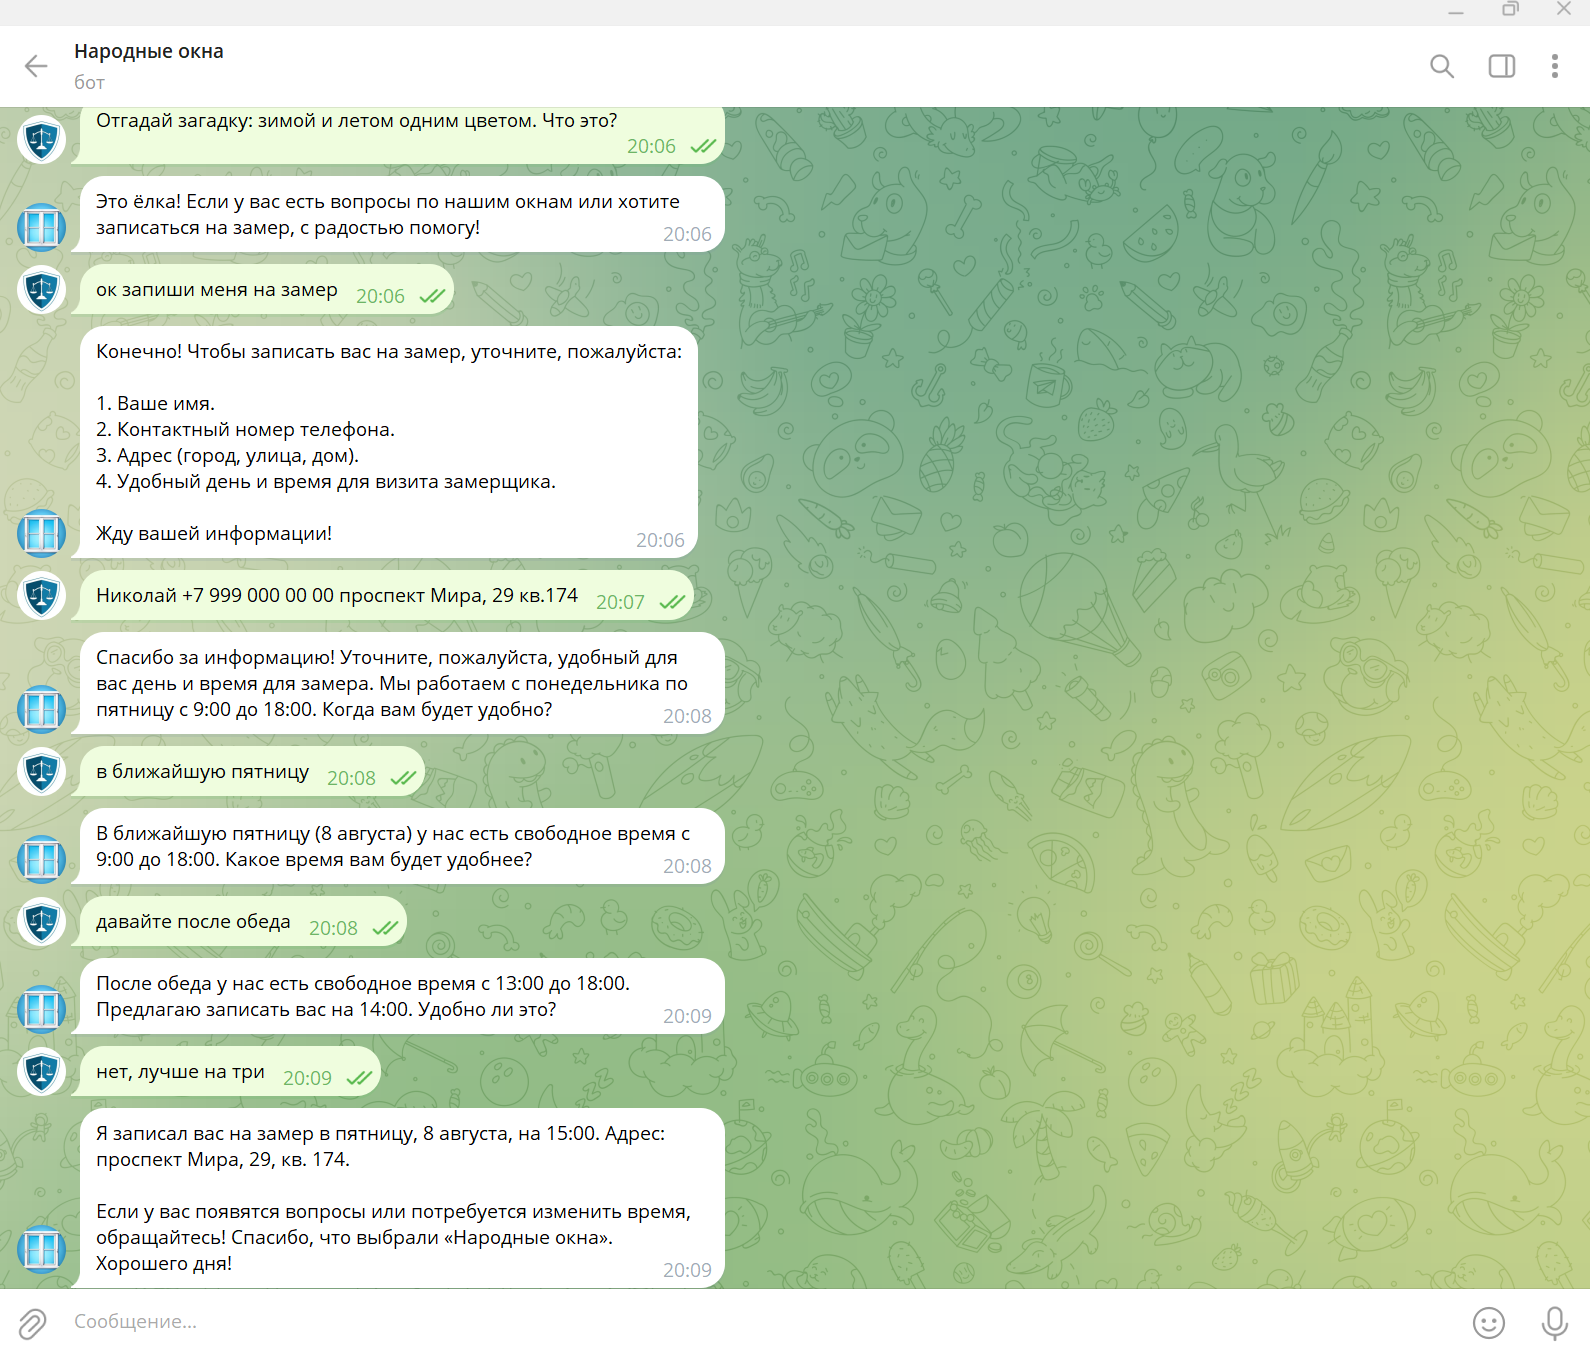 Народные окна
бот
Отгадай загадку: зимой и летом одним цветом. Что это?
20:06
Это ёлка! Если у вас есть вопросы по нашим окнам или хотите
записаться на замер, с радостью помогу!
20:06
ок запиши меня на замер 20:06
Конечно! Чтобы записать вас на замер, уточните, пожалуйста:
1. Ваше имя.
2. Контактный номер телефона.
3. Адрес (город, улица, дом).
4. Удобный день и время для визита замерщика.
Жду вашей информации!
20:06
Николай +7 999 000 00 00 проспект Мира, 29 кв.174 20:07
Спасибо за информацию! Уточните, пожалуйста, удобный для
вас день и время для замера. Мы работаем с понедельника по
пятницу с 9:00 до 18:00. Когда вам будет удобно?
20:08
в ближайшую пятницу 20:08
В ближайшую пятницу (8 августа) у нас есть свободное время с
9:00 до 18:00. Какое время вам будет удобнее?
20:08
давайте после обеда 20:08
После обеда у нас есть свободное время с 13:00 до 18:00.
Предлагаю записать вас на 14:00. Удобно ли это?
20:09
нет, лучше на три 20:09
Я записал вас на замер в пятницу, 8 августа, на 15:00. Адрес:
проспект Мира, 29, кв. 174.
Если у вас появятся вопросы или потребуется изменить время,
обращайтесь! Спасибо, что выбрали «Народные окна».
Хорошего дня!
20:09
Сообщение...